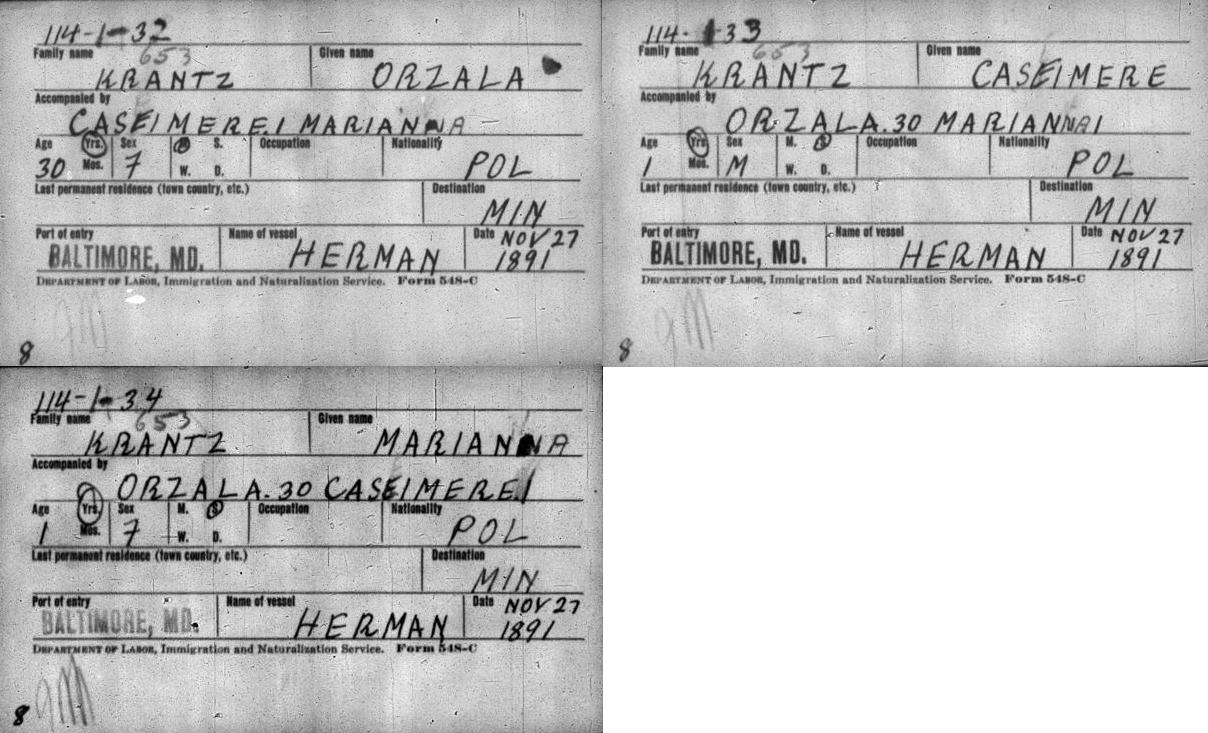 114-1-32
653
Family name Given name
KRANTZ ORZALA
Accompanied by
CASEIMERE.1 MARIANNA
Age Yrs. Sex M. S. Occupation Nationality
30 Mos. F W. D. POL
Last permanent residence (town country, etc.) Destination
MIN
Port of entry Name of vessel Date NOV 27
BALTIMORE, MD. HERMAN 1891
DEPARTMENT OF LABOR, Immigration and Naturalization Service. Form 548-C
8
114-133
653
Family name Given name
KRANTZ CASEIMERE
Accompanied by
ORZALA.30 MARIANNA1
Age Yrs. Sex M. S. Occupation Nationality
1 Mos. M W. D. POL
Last permanent residence (town country, etc.) Destination
MIN
Port of entry Name of vessel Date NOV 27
BALTIMORE, MD. HERMAN 1891
DEPARTMENT OF LABOR, Immigration and Naturalization Service. Form 548-C
8
114-1-34
653
Family name Given name
KRANTZ MARIANNA
Accompanied by
ORZALA.30 CASEIMERE.1
Age Yrs. Sex M. S. Occupation Nationality
1 Mos. F W. D. POL
Last permanent residence (town country, etc.) Destination
MIN
Port of entry Name of vessel Date NOV 27
BALTIMORE, MD. HERMAN 1891
DEPARTMENT OF LABOR, Immigration and Naturalization Service. Form 548-C
8